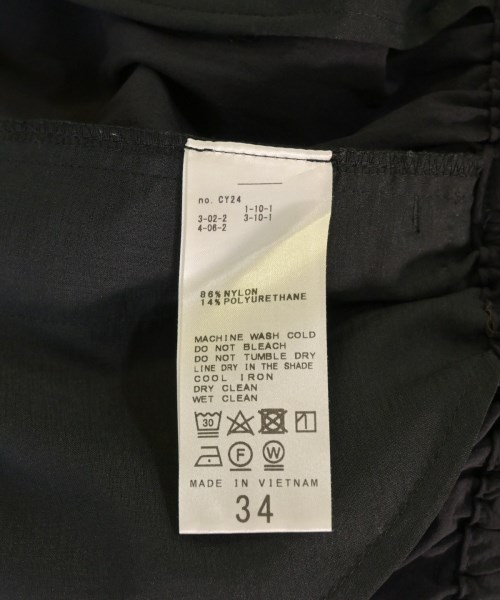 no. CY24
1-10-1
3-02-2 3-10-1
4-06-2
86% NYLON
14% POLYURETHANE
MACHINE WASH COLD
DO NOT BLEACH
DO NOT TUMBLE DRY
LINE DRY IN THE SHADE
COOL IRON
DRY CLEAN
WET CLEAN
30
F W
MADE IN VIETNAM
34